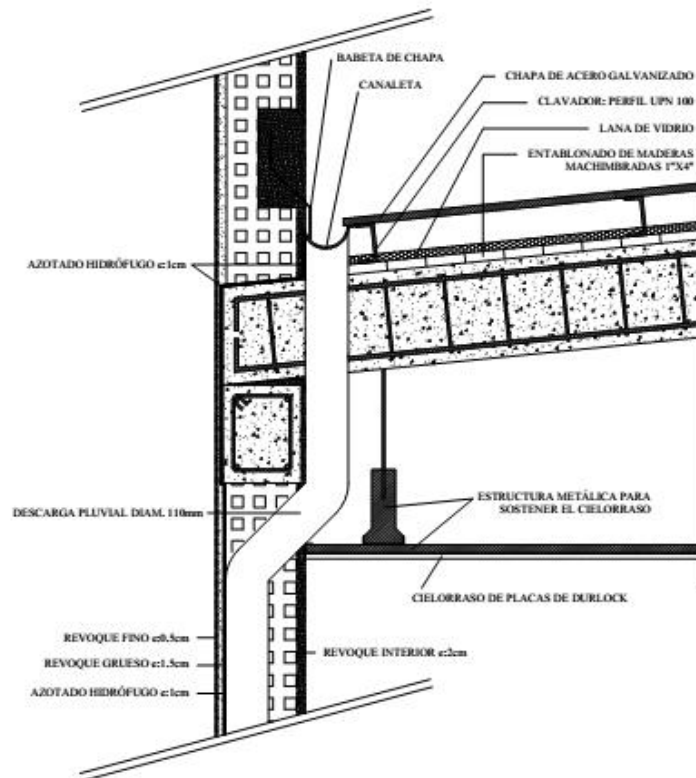 BABETA DE CHAPA
CANALETA
CHAPA DE ACERO GALVANIZADO
CLAVADOR: PERFIL UPN 100
LANA DE VIDRIO
ENTABLONADO DE MADERAS
MACHIMBRADAS 1"X4"
AZOTADO HIDRÓFUGO e:1cm
DESCARGA PLUVIAL DIAM. 110mm
ESTRUCTURA METÁLICA PARA
SOSTENER EL CIELORRASO
CIELORRASO DE PLACAS DE DURLOCK
REVOQUE FINO e:0.5cm
REVOQUE GRUESO e:1.5cm
REVOQUE INTERIOR e:2cm
AZOTADO HIDRÓFUGO e:1cm